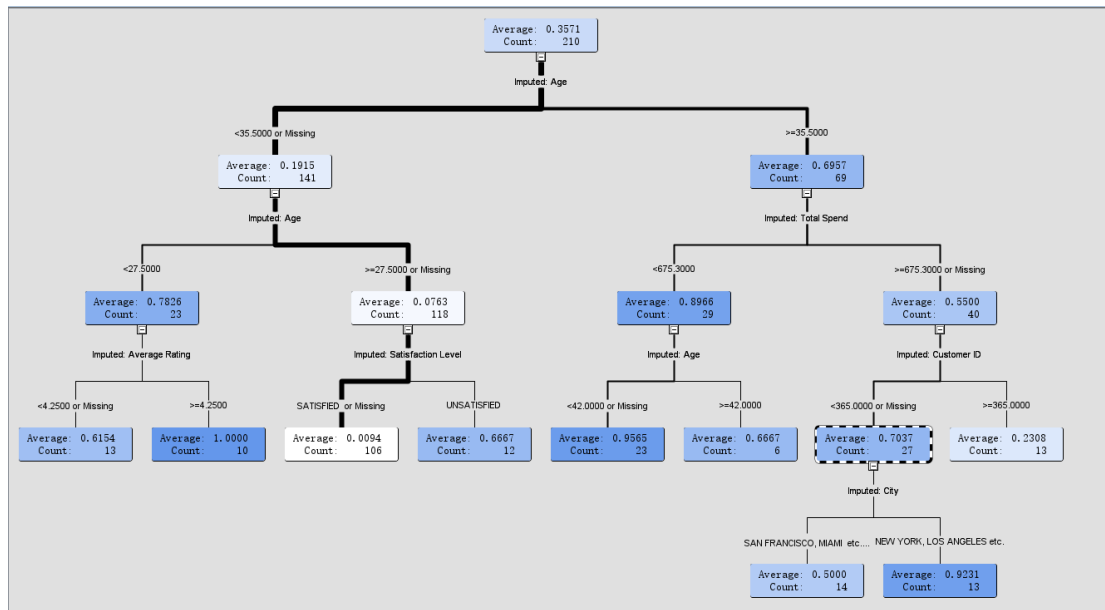 Average: 0.3571
Count: 210
Imputed: Age
<35.5000 or Missing
>=35.5000
Average: 0.1915
Count: 141
Average: 0.6957
Count: 69
Imputed: Age
Imputed: Total Spend
<27.5000
>=27.5000 or Missing
<675.3000
>=675.3000 or Missing
Average: 0.7826
Count: 23
Average: 0.0763
Count: 118
Average: 0.8966
Count: 29
Average: 0.5500
Count: 40
Imputed: Average Rating
Imputed: Satisfaction Level
Imputed: Age
Imputed: Customer ID
<4.2500 or Missing
>=4.2500
SATISFIED or Missing
UNSATISFIED
<42.0000 or Missing
>=42.0000
<365.0000 or Missing
>=365.0000
Average: 0.6154
Count: 13
Average: 1.0000
Count: 10
Average: 0.0094
Count: 106
Average: 0.6667
Count: 12
Average: 0.9565
Count: 23
Average: 0.6667
Count: 6
Average: 0.7037
Count: 27
Average: 0.2308
Count: 13
Imputed: City
SAN FRANCISCO, MIAMI etc....
NEW YORK, LOS ANGELES etc.
Average: 0.5000
Count: 14
Average: 0.9231
Count: 13